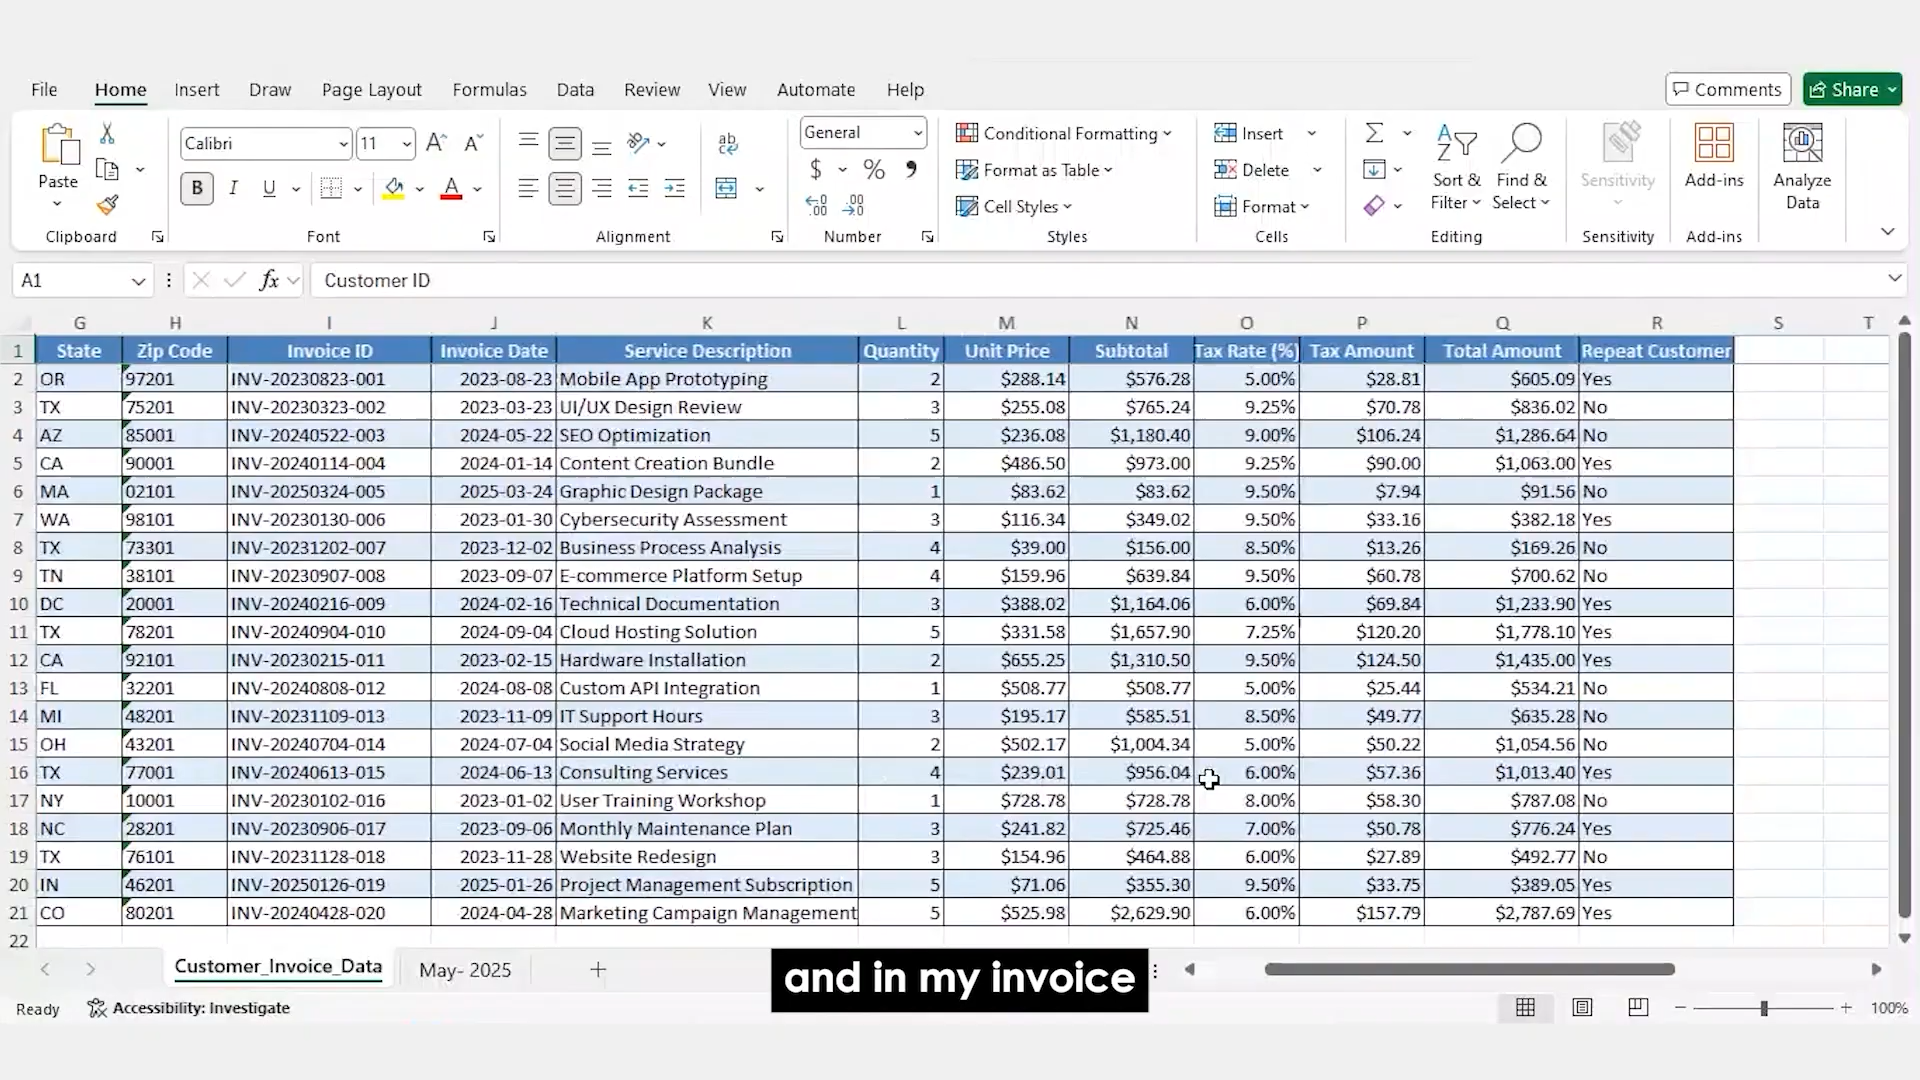 File Home Insert Draw Page Layout Formulas Data Review View Automate Help Comments Share
Calibri 11 General Conditional Formatting Insert
Paste Format as Table Delete Sort & Find & Sensitivity Add-ins Analyze
B I U A $ % Cell Styles Format Filter Select Data
Clipboard Font Alignment Number Styles Cells Editing Sensitivity Add-ins
A1 fx Customer ID
G H I J K L M N O P Q R S T
1 State Zip Code Invoice ID Invoice Date Service Description Quantity Unit Price Subtotal Tax Rate (%) Tax Amount Total Amount Repeat Customer
2 OR 97201 INV-20230823-001 2023-08-23 Mobile App Prototyping 2 $288.14 $576.28 5.00% $28.81 $605.09 Yes
3 TX 75201 INV-20230323-002 2023-03-23 UI/UX Design Review 3 $255.08 $765.24 9.25% $70.78 $836.02 No
4 AZ 85001 INV-20240522-003 2024-05-22 SEO Optimization 5 $236.08 $1,180.40 9.00% $106.24 $1,286.64 No
5 CA 90001 INV-20240114-004 2024-01-14 Content Creation Bundle 2 $486.50 $973.00 9.25% $90.00 $1,063.00 Yes
6 MA 02101 INV-20250324-005 2025-03-24 Graphic Design Package 1 $83.62 $83.62 9.50% $7.94 $91.56 No
7 WA 98101 INV-20230130-006 2023-01-30 Cybersecurity Assessment 3 $116.34 $349.02 9.50% $33.16 $382.18 Yes
8 TX 73301 INV-20231202-007 2023-12-02 Business Process Analysis 4 $39.00 $156.00 8.50% $13.26 $169.26 No
9 TN 38101 INV-20230907-008 2023-09-07 E-commerce Platform Setup 4 $159.96 $639.84 9.50% $60.78 $700.62 No
10 DC 20001 INV-20240216-009 2024-02-16 Technical Documentation 3 $388.02 $1,164.06 6.00% $69.84 $1,233.90 Yes
11 TX 78201 INV-20240904-010 2024-09-04 Cloud Hosting Solution 5 $331.58 $1,657.90 7.25% $120.20 $1,778.10 Yes
12 CA 92101 INV-20230215-011 2023-02-15 Hardware Installation 2 $655.25 $1,310.50 9.50% $124.50 $1,435.00 Yes
13 FL 32201 INV-20240808-012 2024-08-08 Custom API Integration 1 $508.77 $508.77 5.00% $25.44 $534.21 No
14 MI 48201 INV-20231109-013 2023-11-09 IT Support Hours 3 $195.17 $585.51 8.50% $49.77 $635.28 No
15 OH 43201 INV-20240704-014 2024-07-04 Social Media Strategy 2 $502.17 $1,004.34 5.00% $50.22 $1,054.56 No
16 TX 77001 INV-20240613-015 2024-06-13 Consulting Services 4 $239.01 $956.04 6.00% $57.36 $1,013.40 Yes
17 NY 10001 INV-20230102-016 2023-01-02 User Training Workshop 1 $728.78 $728.78 8.00% $58.30 $787.08 No
18 NC 28201 INV-20230906-017 2023-09-06 Monthly Maintenance Plan 3 $241.82 $725.46 7.00% $50.78 $776.24 Yes
19 TX 76101 INV-20231128-018 2023-11-28 Website Redesign 3 $154.96 $464.88 6.00% $27.89 $492.77 No
20 IN 46201 INV-20250126-019 2025-01-26 Project Management Subscription 5 $71.06 $355.30 9.50% $33.75 $389.05 Yes
21 CO 80201 INV-20240428-020 2024-04-28 Marketing Campaign Management 5 $525.98 $2,629.90 6.00% $157.79 $2,787.69 Yes
22
Customer_Invoice_Data May- 2025
and in my invoice
Ready Accessibility: Investigate 100%